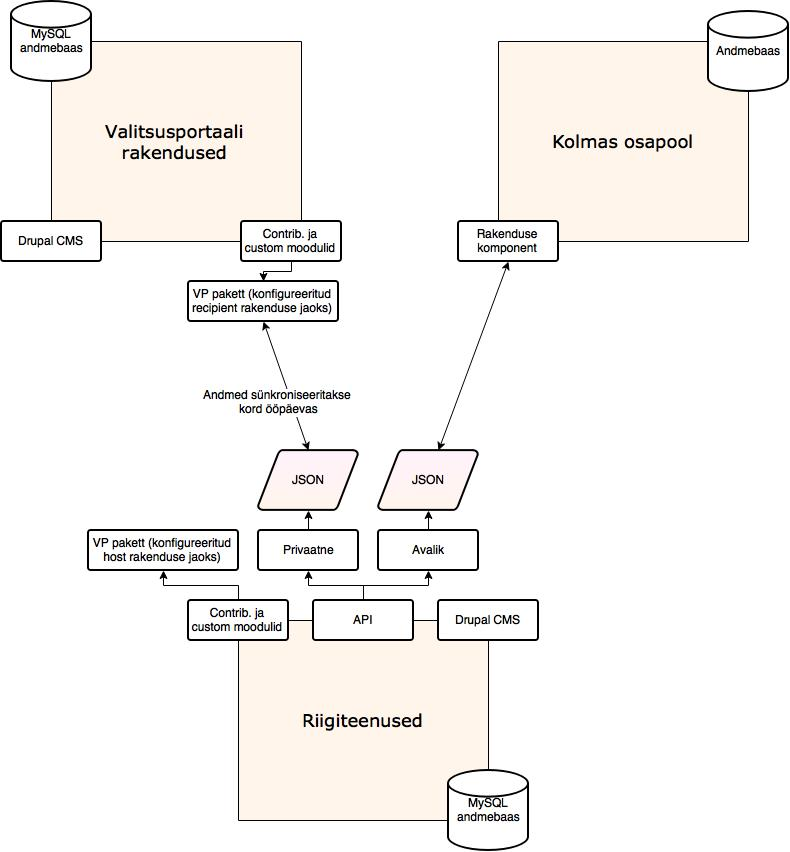 MySQL
andmebaas
Andmebaas
Valitsusportaali
rakendused
Kolmas osapool
Drupal CMS
Contrib. ja
custom moodulid
Rakenduse
komponent
VP pakett (konfigureeritud
recipient rakenduse jaoks)
Andmed sünkroniseeritakse
kord ööpäevas
JSON
JSON
VP pakett (konfigureeritud
host rakenduse jaoks)
Privaatne
Avalik
Contrib. ja
custom moodulid
API
Drupal CMS
Riigiteenused
MySQL
andmebaas